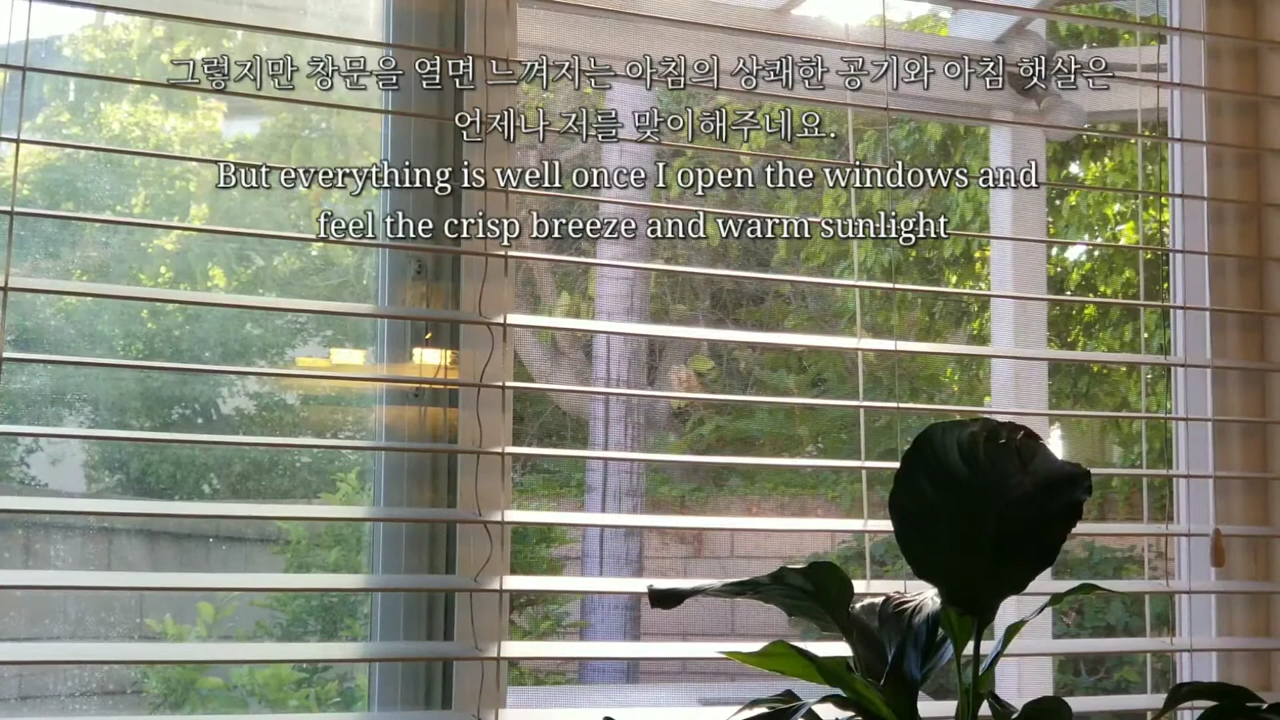 그렇지만 창문을 열면 느껴지는 아침의 상쾌한 공기와 아침 햇살은
언제나 저를 맞이해주네요.
But everything is well once I open the windows and
feel the crisp breeze and warm sunlight